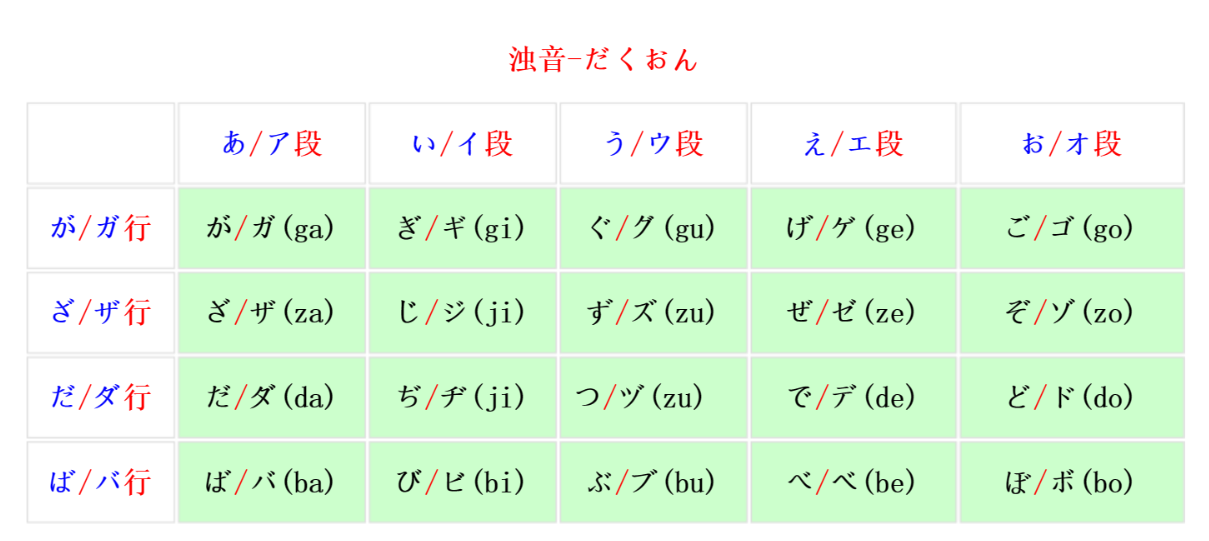 浊音-だくおん
あ/ア段 い/イ段 う/ウ段 え/エ段 お/オ段
が/ガ行 が/ガ(ga) ぎ/ギ(gi) ぐ/グ(gu) げ/ゲ(ge) ご/ゴ(go)
ざ/ザ行 ざ/ザ(za) じ/ジ(ji) ず/ズ(zu) ぜ/ゼ(ze) ぞ/ゾ(zo)
だ/ダ行 だ/ダ(da) ぢ/ヂ(ji) つ/ヅ(zu) で/デ(de) ど/ド(do)
ば/バ行 ば/バ(ba) び/ビ(bi) ぶ/ブ(bu) べ/べ(be) ぼ/ボ(bo)